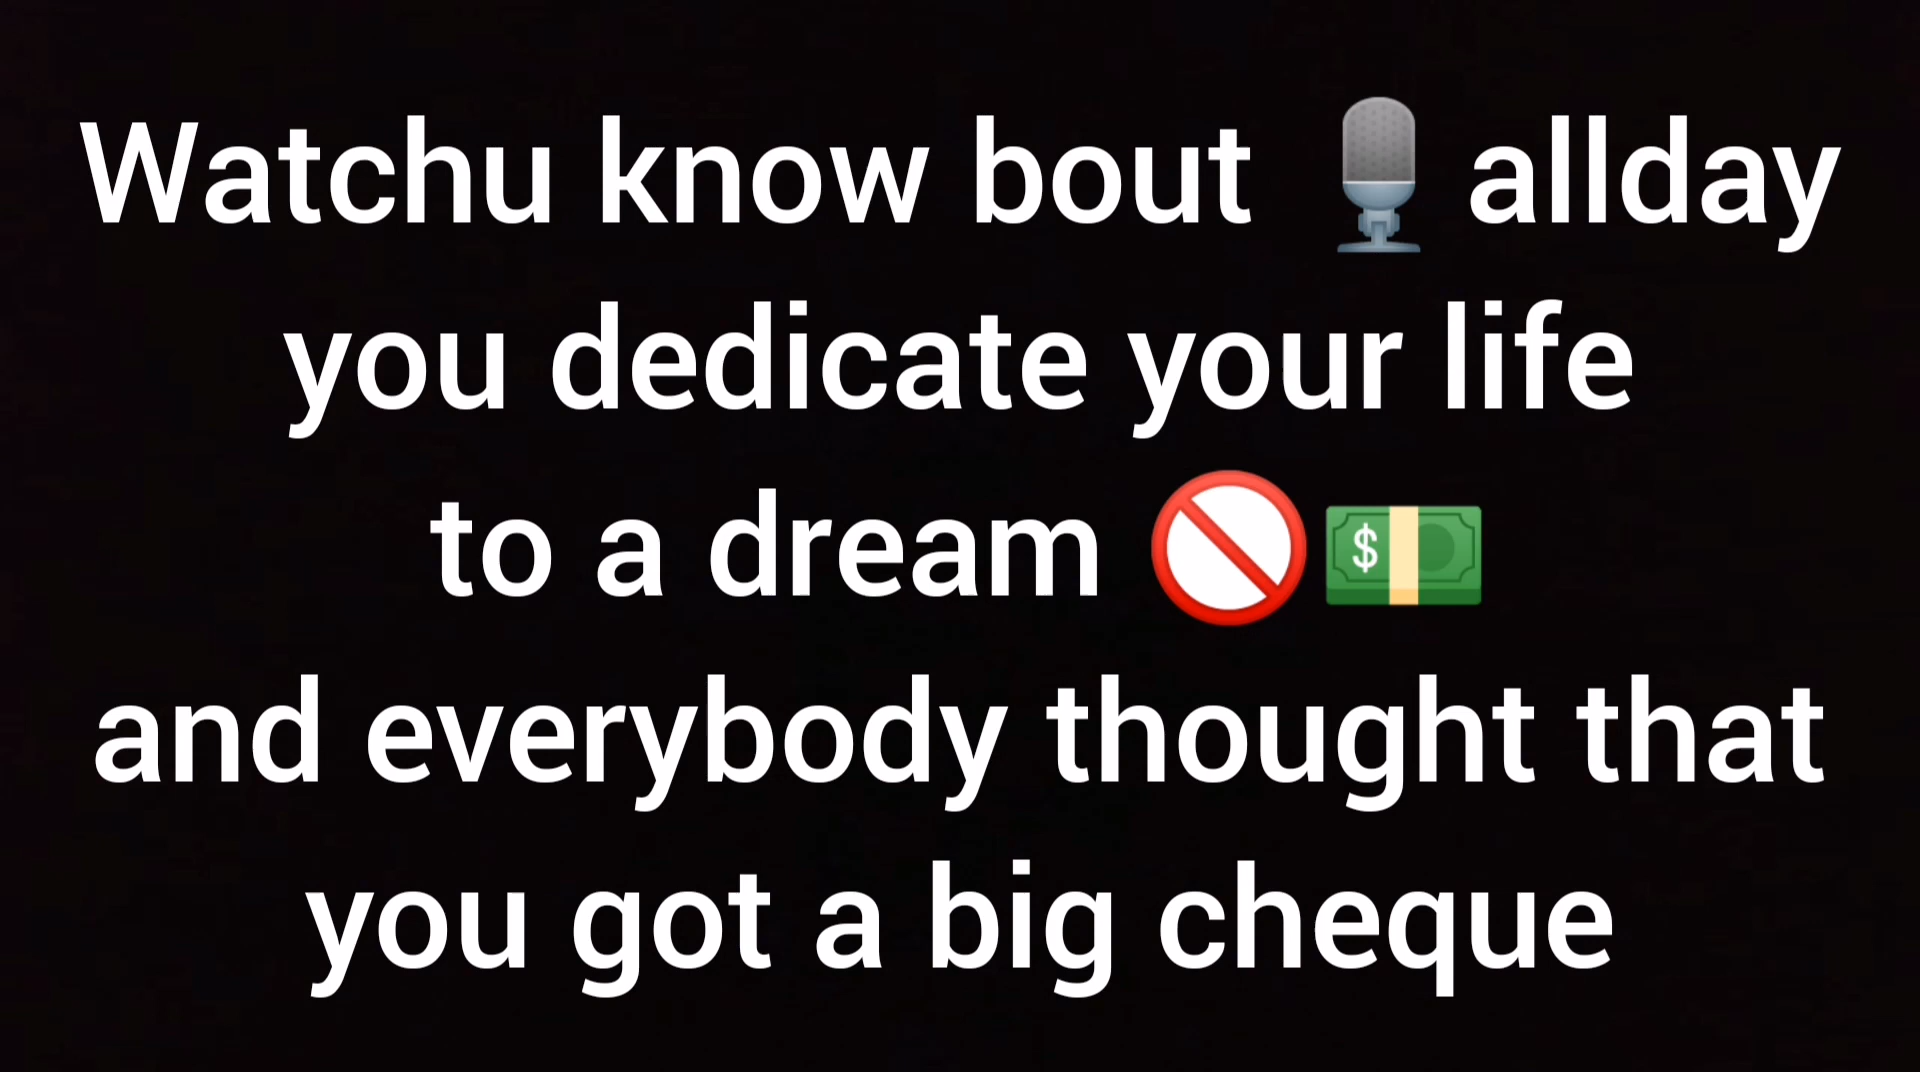 Watchu know bout 🎙️ allday
you dedicate your life
to a dream 🚫💵
and everybody thought that
you got a big cheque